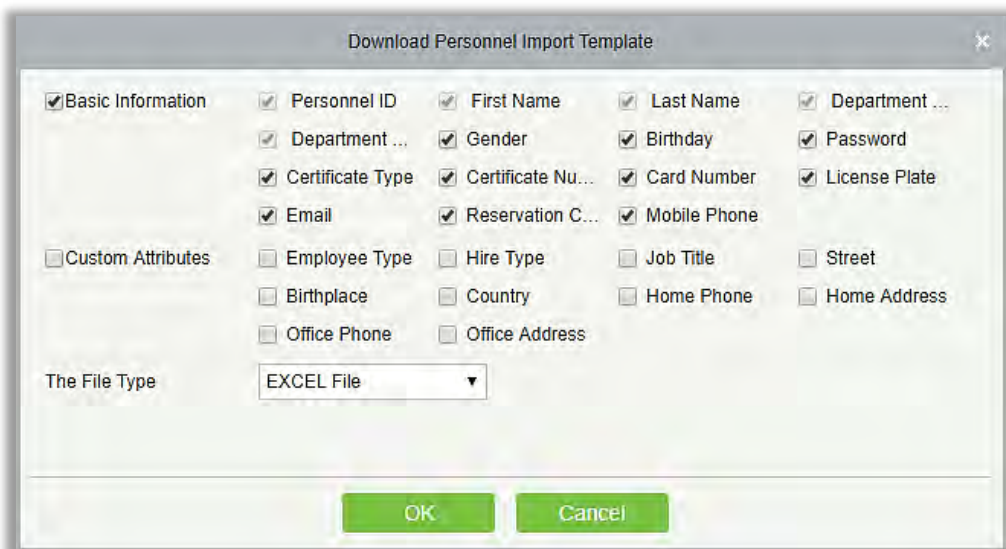 Download Personnel Import Template x
Basic Information Personnel ID First Name Last Name Department ...
Department ... Gender Birthday Password
Certificate Type Certificate Nu... Card Number License Plate
Email Reservation C... Mobile Phone
Custom Attributes Employee Type Hire Type Job Title Street
Birthplace Country Home Phone Home Address
Office Phone Office Address
The File Type EXCEL File
OK Cancel